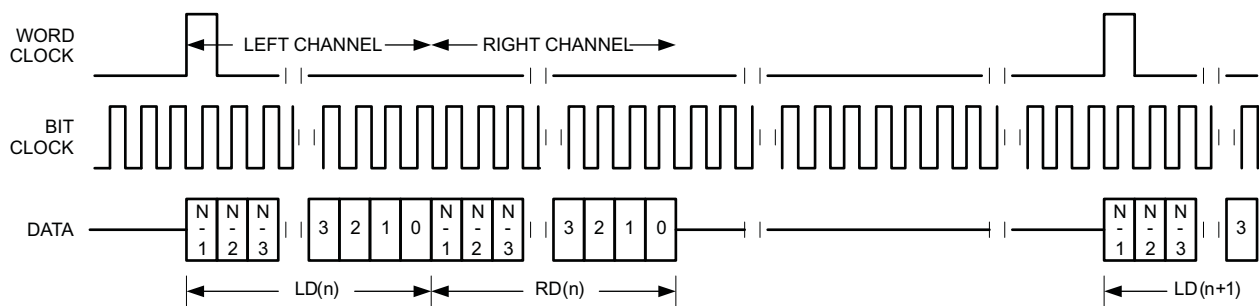 WORD
CLOCK
LEFT CHANNEL
RIGHT CHANNEL
BIT
CLOCK
DATA
N
-
1
N
-
2
N
-
3
3 2 1 0
N
-
1
N
-
2
N
-
3
3 2 1 0
N
-
1
N
-
2
N
-
3
3
LD(n)
RD(n)
LD(n+1)